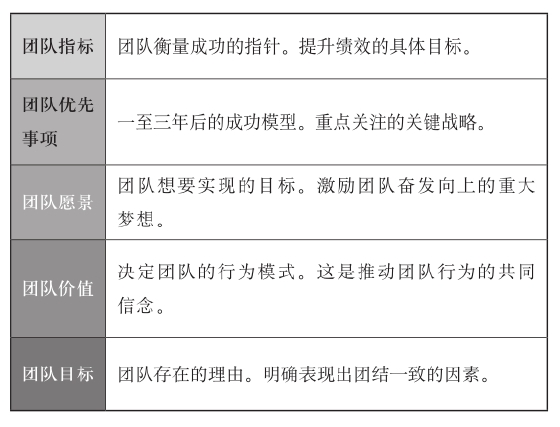 团队指标
团队衡量成功的指针。提升绩效的具体目标。
团队优先
事项
一至三年后的成功模型。重点关注的关键战略。
团队愿景
团队想要实现的目标。激励团队奋发向上的重大
梦想。
团队价值
决定团队的行为模式。这是推动团队行为的共同
信念。
团队目标
团队存在的理由。明确表现出团结一致的因素。